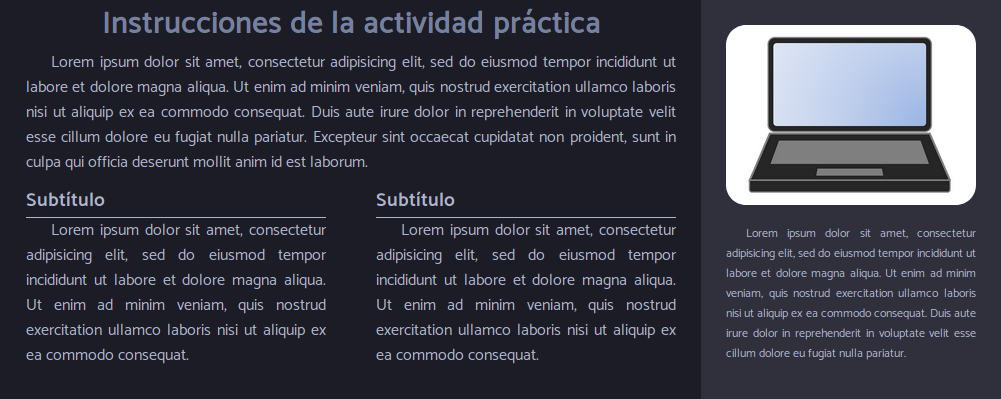 Instrucciones de la actividad práctica
Lorem ipsum dolor sit amet, consectetur adipisicing elit, sed do eiusmod tempor incididunt ut
labore et dolore magna aliqua. Ut enim ad minim veniam, quis nostrud exercitation ullamco laboris
nisi ut aliquip ex ea commodo consequat. Duis aute irure dolor in reprehenderit in voluptate velit
esse cillum dolore eu fugiat nulla pariatur. Excepteur sint occaecat cupidatat non proident, sunt in
culpa qui officia deserunt mollit anim id est laborum.
Subtítulo
Lorem ipsum dolor sit amet, consectetur
adipisicing elit, sed do eiusmod tempor
incididunt ut labore et dolore magna aliqua.
Ut enim ad minim veniam, quis nostrud
exercitation ullamco laboris nisi ut aliquip ex
ea commodo consequat.
Subtítulo
Lorem ipsum dolor sit amet, consectetur
adipisicing elit, sed do eiusmod tempor
incididunt ut labore et dolore magna aliqua.
Ut enim ad minim veniam, quis nostrud
exercitation ullamco laboris nisi ut aliquip ex
ea commodo consequat.
Lorem ipsum dolor sit amet, consectetur
adipisicing elit, sed do eiusmod tempor incididunt ut
labore et dolore magna aliqua. Ut enim ad minim
veniam, quis nostrud exercitation ullamco laboris
nisi ut aliquip ex ea commodo consequat. Duis aute
irure dolor in reprehenderit in voluptate velit esse
cillum dolore eu fugiat nulla pariatur.